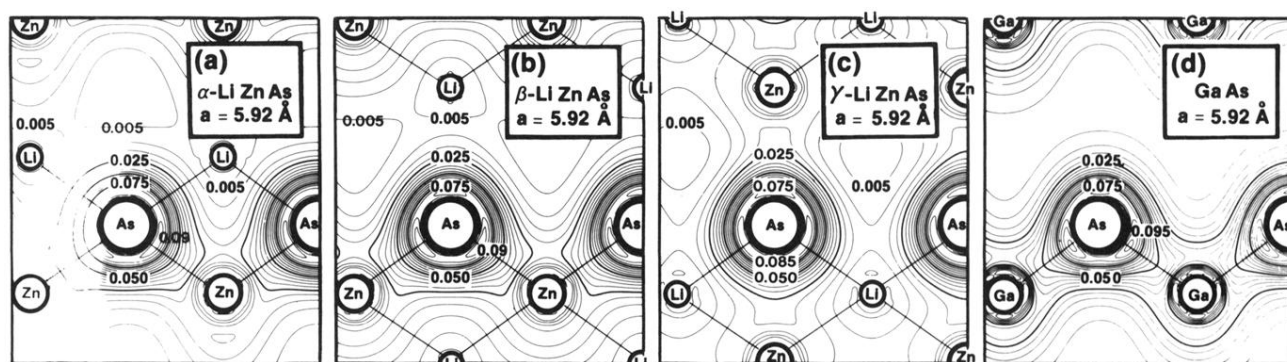 Zn Zn
(a)
α-Li Zn As
a = 5.92 Å
0.005 0.005
Li Li
0.025
0.075 0.005
As As
0.09
0.050
Zn Zn
Zn Zn
(b)
β-Li Zn As
a = 5.92 Å
Li Li
0.005 0.005
0.025
0.075
As As
0.09
0.050
Zn Zn
Li Li
Li Li
(c)
γ-Li Zn As
a = 5.92 Å
Zn Zn
0.005
0.025
0.075 0.005
As As
0.085
0.050
Li Li
Zn Zn
Ga Ga
(d)
Ga As
a = 5.92 Å
0.025
0.075
As As
0.095
0.050
Ga Ga